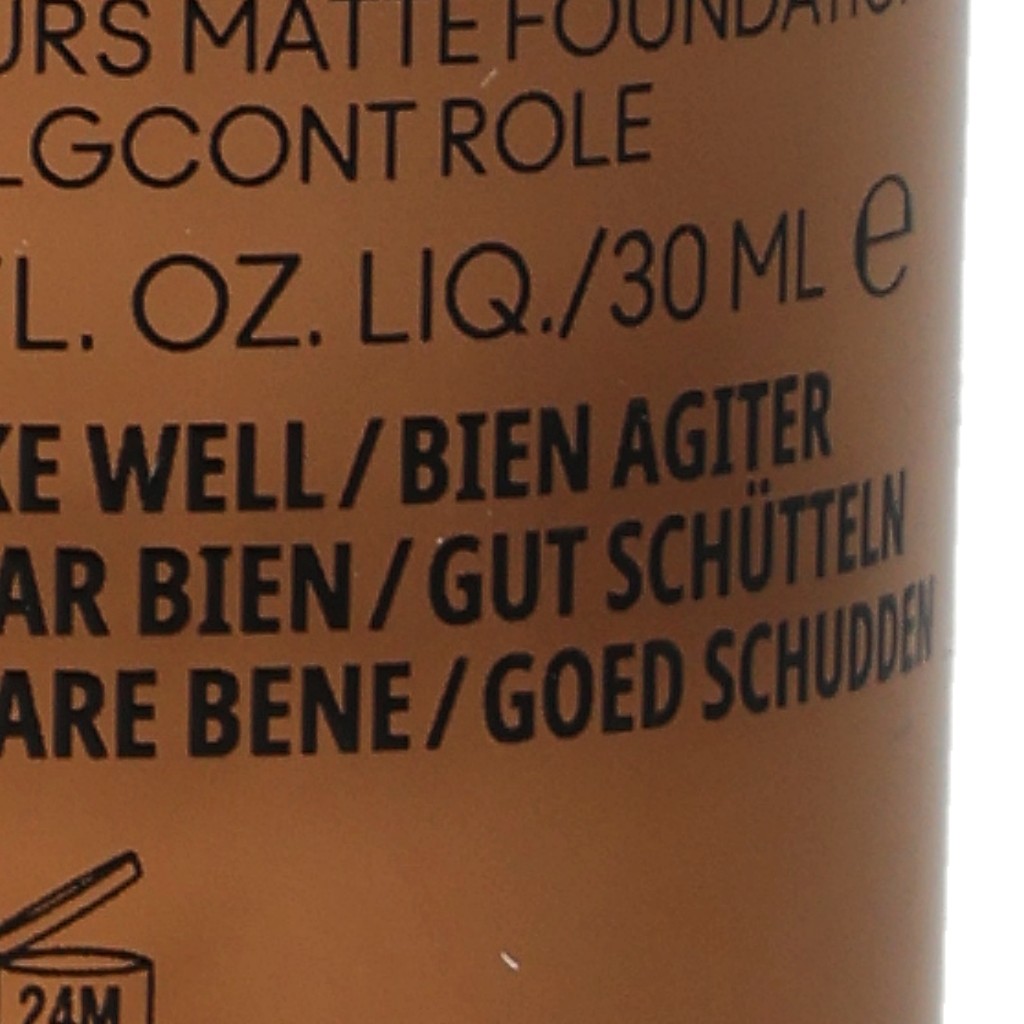 URS MATTE FOUNDATION
LGCONT ROLE
L. OZ. LIQ./30 ML e
KE WELL / BIEN AGITER
AR BIEN / GUT SCHÜTTELN
ARE BENE / GOED SCHUDDEN
24M